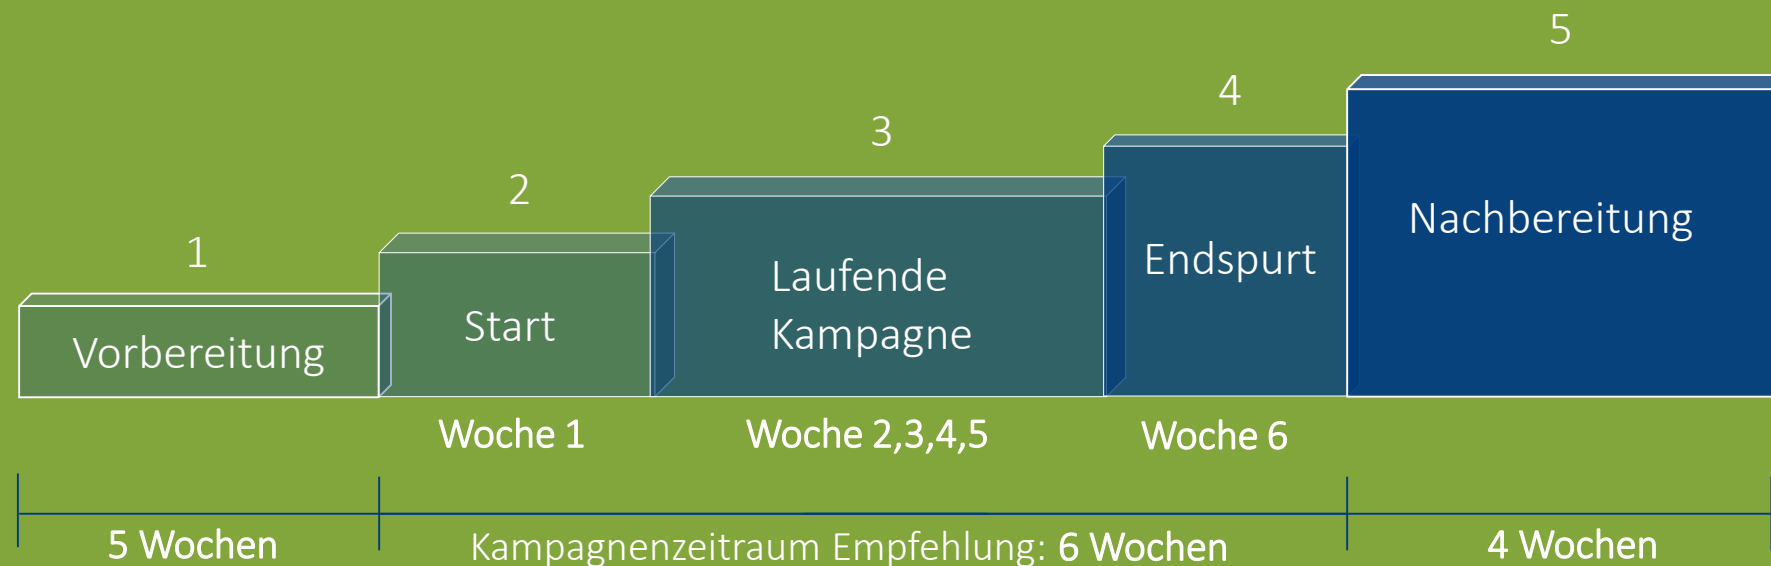 1
Vorbereitung
2
Start
Woche 1
3
Laufende
Kampagne
Woche 2,3,4,5
4
Endspurt
Woche 6
5
Nachbereitung
5 Wochen
Kampagnenzeitraum Empfehlung: 6 Wochen
4 Wochen